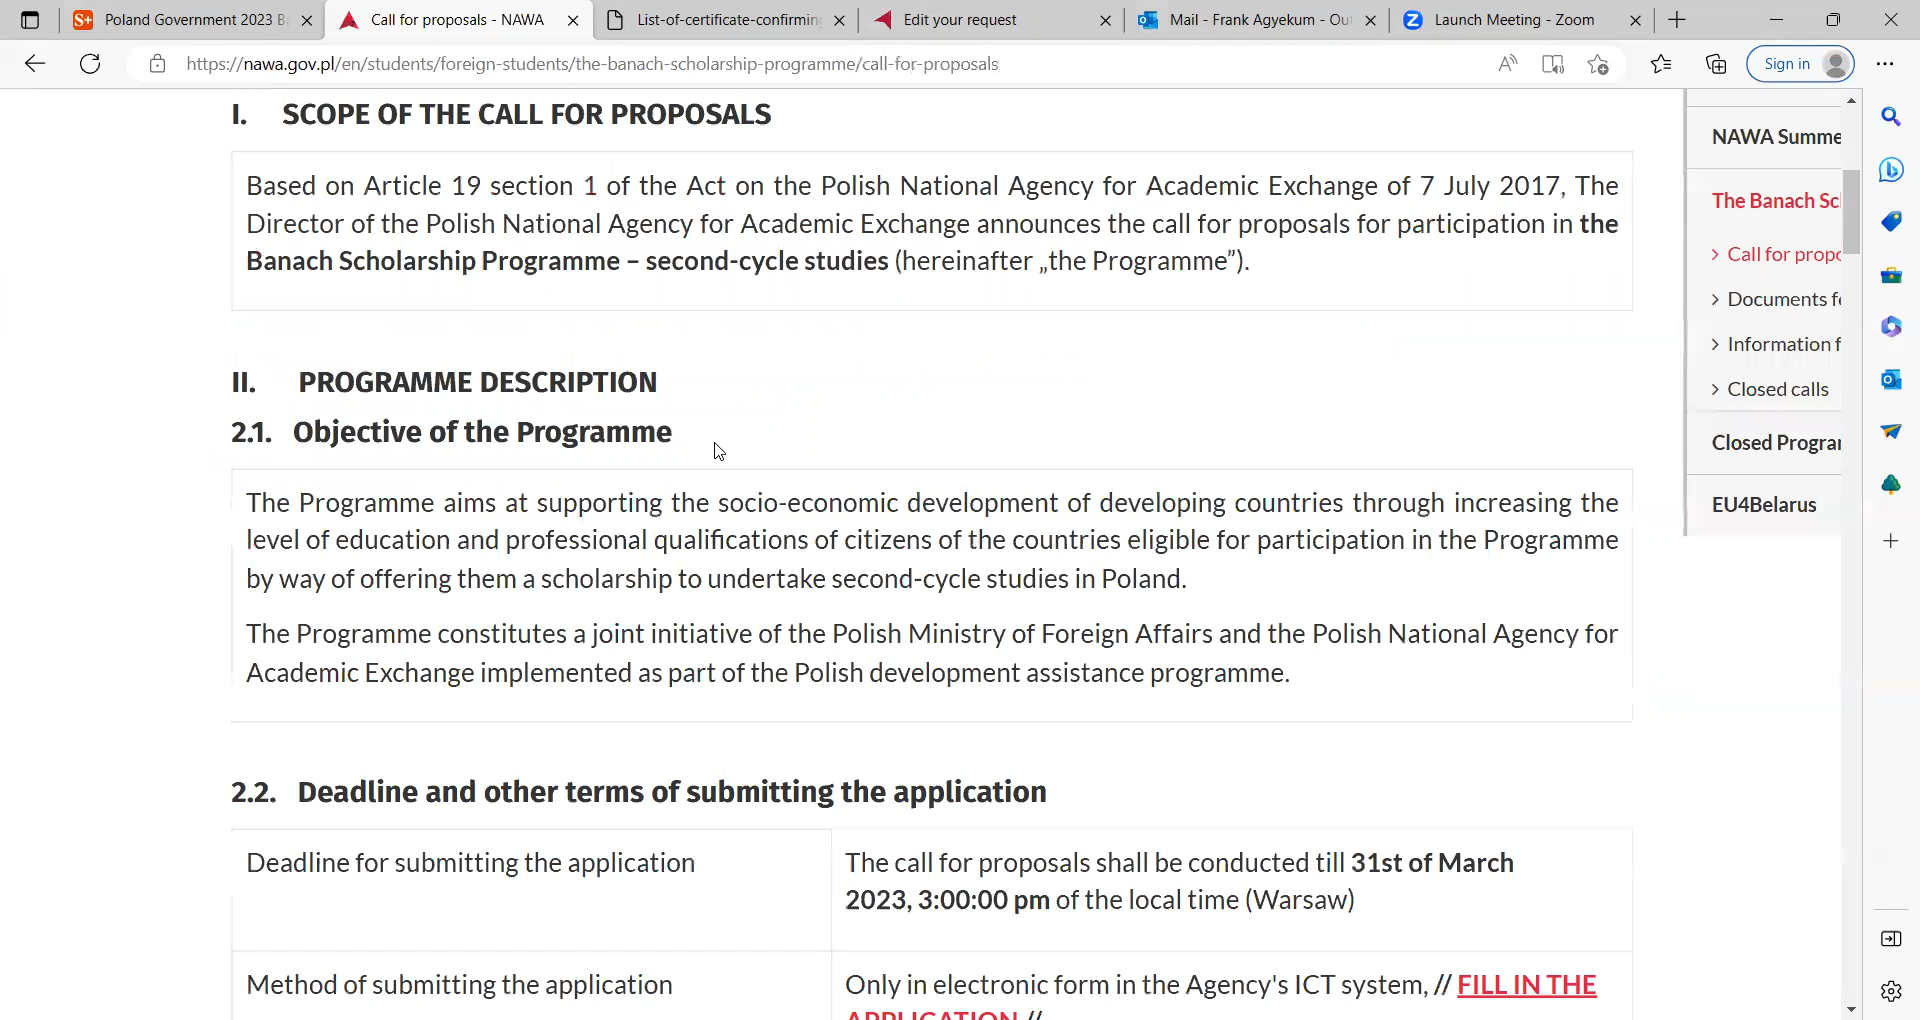 Poland Government 2023 B
Call for proposals - NAWA
List-of-certificate-confirming
Edit your request
Mail - Frank Agyekum - Ou
Launch Meeting - Zoom
https://nawa.gov.pl/en/students/foreign-students/the-banach-scholarship-programme/call-for-proposals
Sign in
I. SCOPE OF THE CALL FOR PROPOSALS
Based on Article 19 section 1 of the Act on the Polish National Agency for Academic Exchange of 7 July 2017, The
Director of the Polish National Agency for Academic Exchange announces the call for proposals for participation in the
Banach Scholarship Programme – second-cycle studies (hereinafter „the Programme”).
II. PROGRAMME DESCRIPTION
2.1. Objective of the Programme
The Programme aims at supporting the socio-economic development of developing countries through increasing the
level of education and professional qualifications of citizens of the countries eligible for participation in the Programme
by way of offering them a scholarship to undertake second-cycle studies in Poland.
The Programme constitutes a joint initiative of the Polish Ministry of Foreign Affairs and the Polish National Agency for
Academic Exchange implemented as part of the Polish development assistance programme.
2.2. Deadline and other terms of submitting the application
Deadline for submitting the application
The call for proposals shall be conducted till 31st of March
2023, 3:00:00 pm of the local time (Warsaw)
Method of submitting the application
Only in electronic form in the Agency's ICT system, // FILL IN THE
APPLICATION //
NAWA Summe
The Banach Sc
> Call for propo
> Documents fo
> Information f
> Closed calls
Closed Program
EU4Belarus